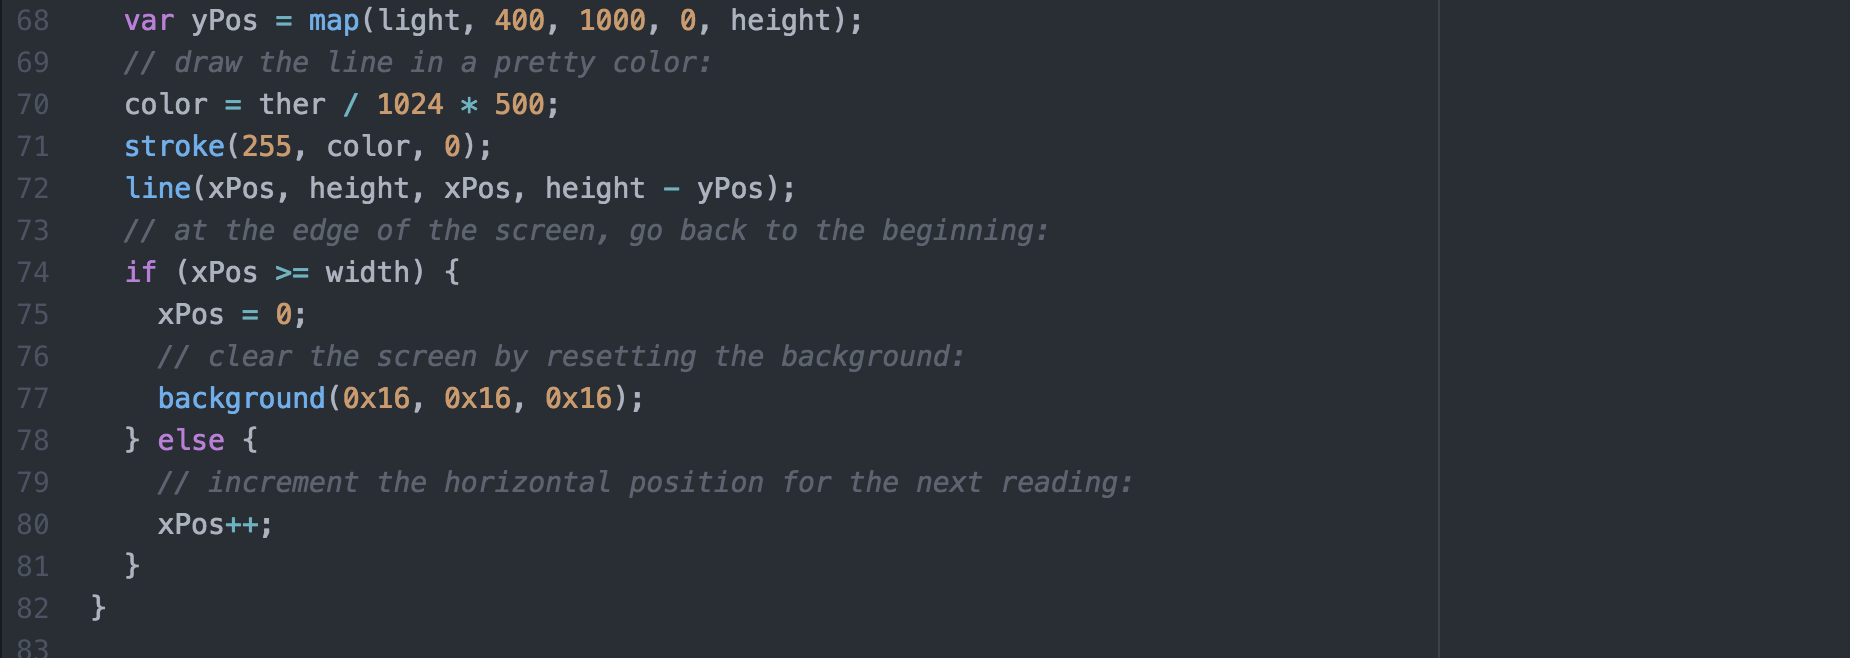 68 var yPos = map(light, 400, 1000, 0, height);
69 // draw the line in a pretty color:
70 color = ther / 1024 * 500;
71 stroke(255, color, 0);
72 line(xPos, height, xPos, height - yPos);
73 // at the edge of the screen, go back to the beginning:
74 if (xPos >= width) {
75 xPos = 0;
76 // clear the screen by resetting the background:
77 background(0x16, 0x16, 0x16);
78 } else {
79 // increment the horizontal position for the next reading:
80 xPos++;
81 }
82 }
83